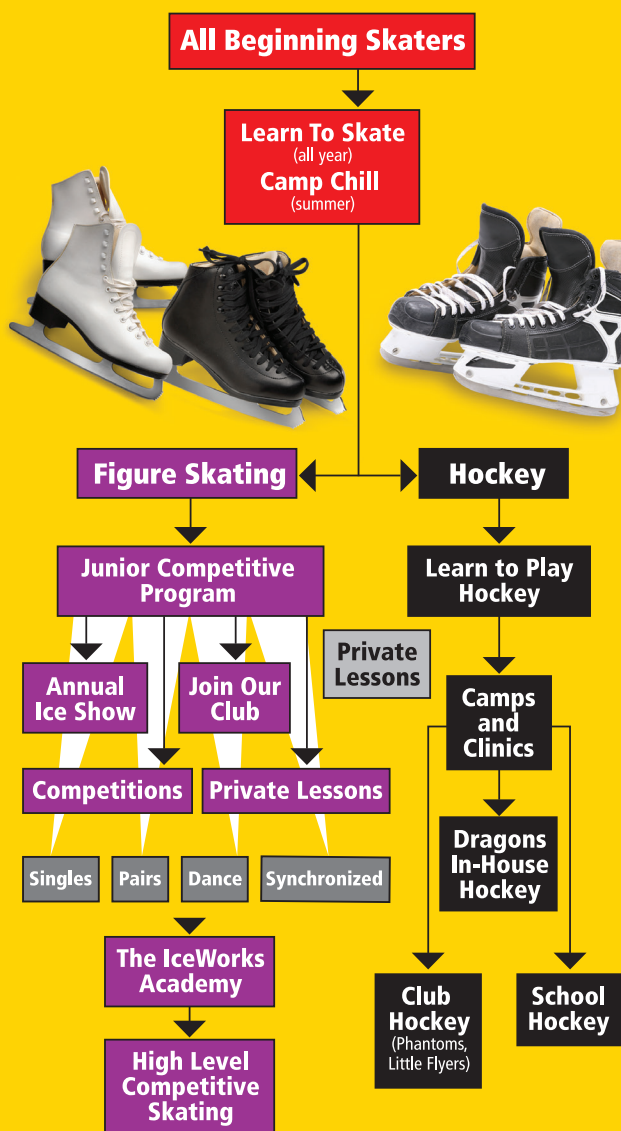 All Beginning Skaters
Learn To Skate
(all year)
Camp Chill
(summer)
Figure Skating
Hockey
Junior Competitive
Program
Learn to Play
Hockey
Annual
Ice Show
Join Our
Club
Private
Lessons
Camps
and
Clinics
Competitions
Private Lessons
Dragons
In-House
Hockey
Singles
Pairs
Dance
Synchronized
The IceWorks
Academy
Club
Hockey
(Phantoms,
Little Flyers)
School
Hockey
High Level
Competitive
Skating